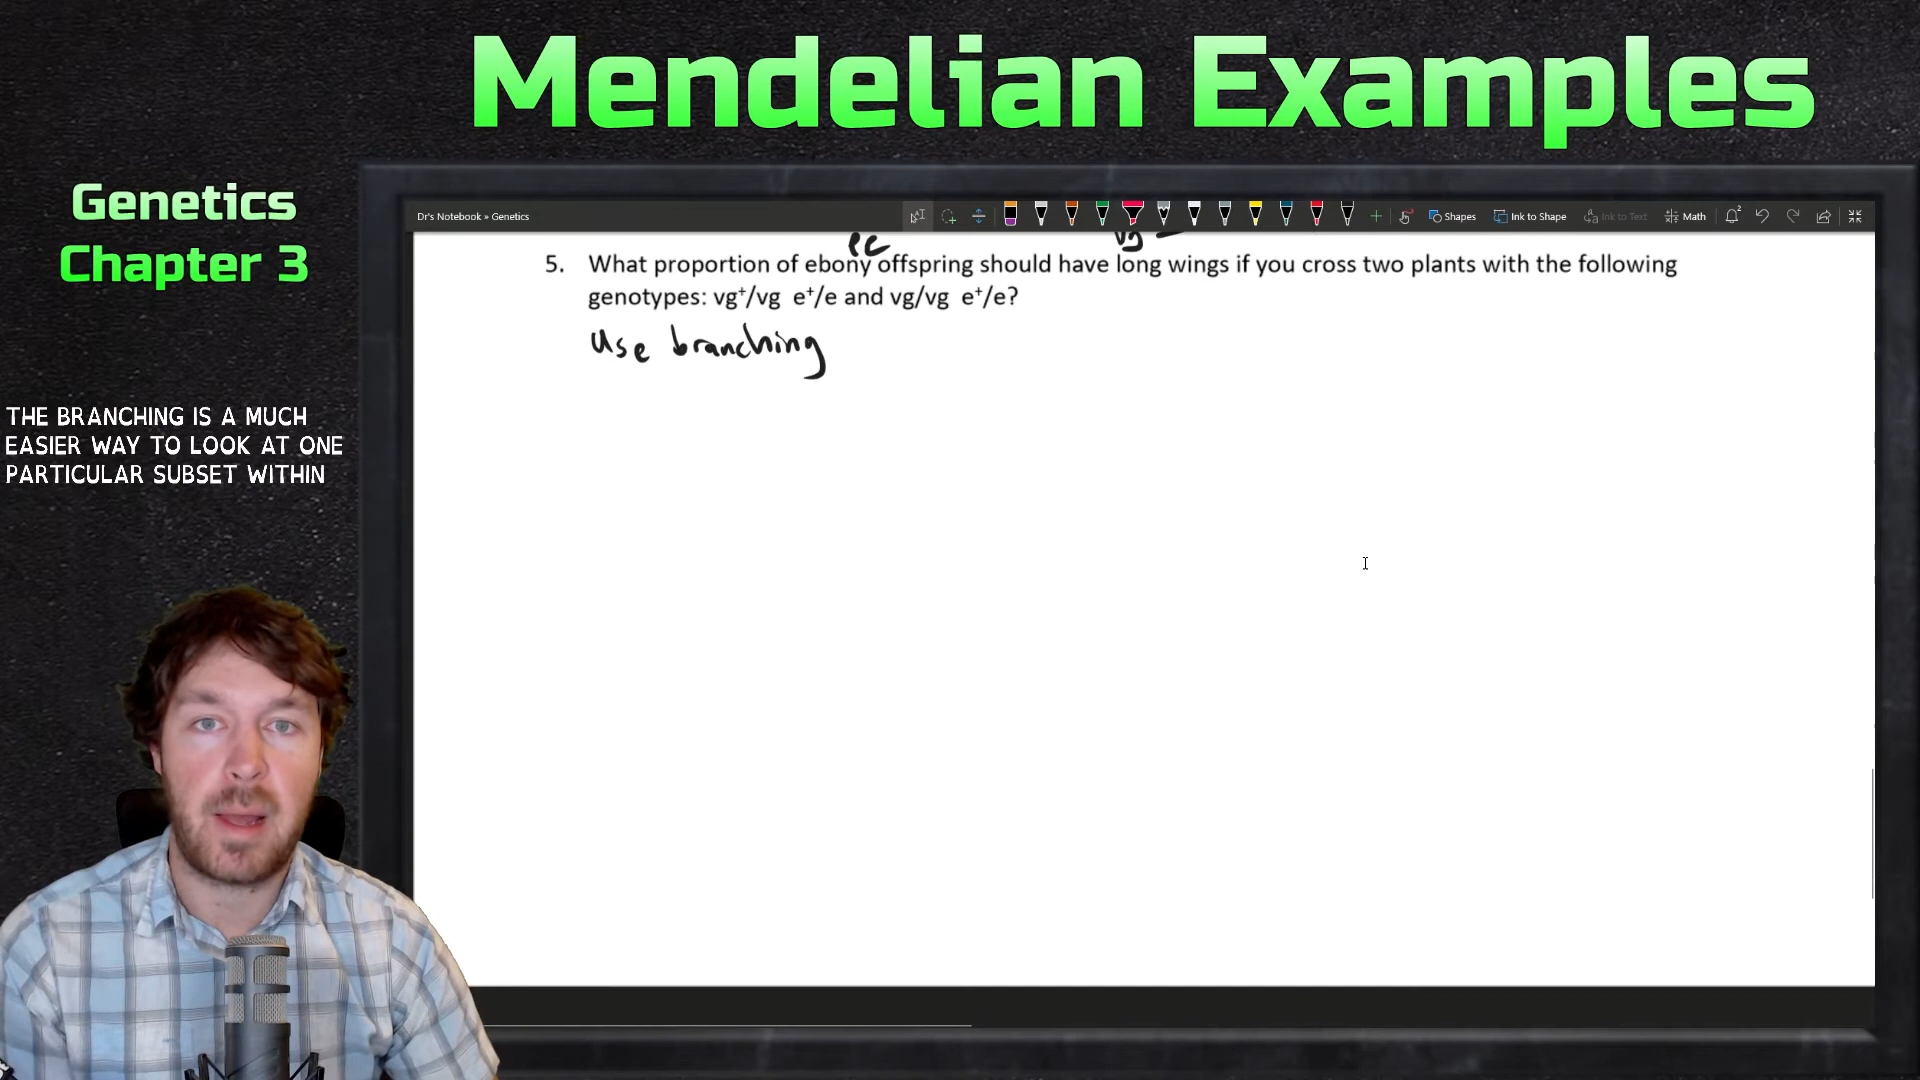 Mendelian Examples
Genetics
Chapter 3
Dr's Notebook » Genetics
Shapes
Ink to Shape
Ink to Text
Math
ee
vg
5. What proportion of ebony offspring should have long wings if you cross two plants with the following
genotypes: vg⁺/vg e⁺/e and vg/vg e⁺/e?
Use branching
THE BRANCHING IS A MUCH
EASIER WAY TO LOOK AT ONE
PARTICULAR SUBSET WITHIN